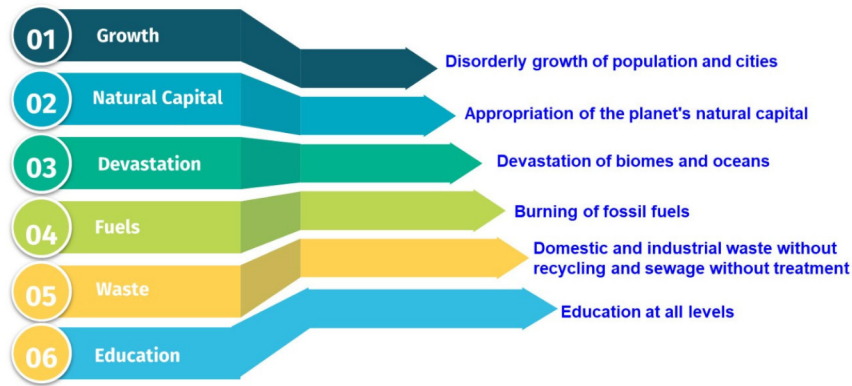 01 Growth Disorderly growth of population and cities
02 Natural Capital Appropriation of the planet's natural capital
03 Devastation Devastation of biomes and oceans
04 Fuels Burning of fossil fuels
05 Waste Domestic and industrial waste without
recycling and sewage without treatment
06 Education Education at all levels